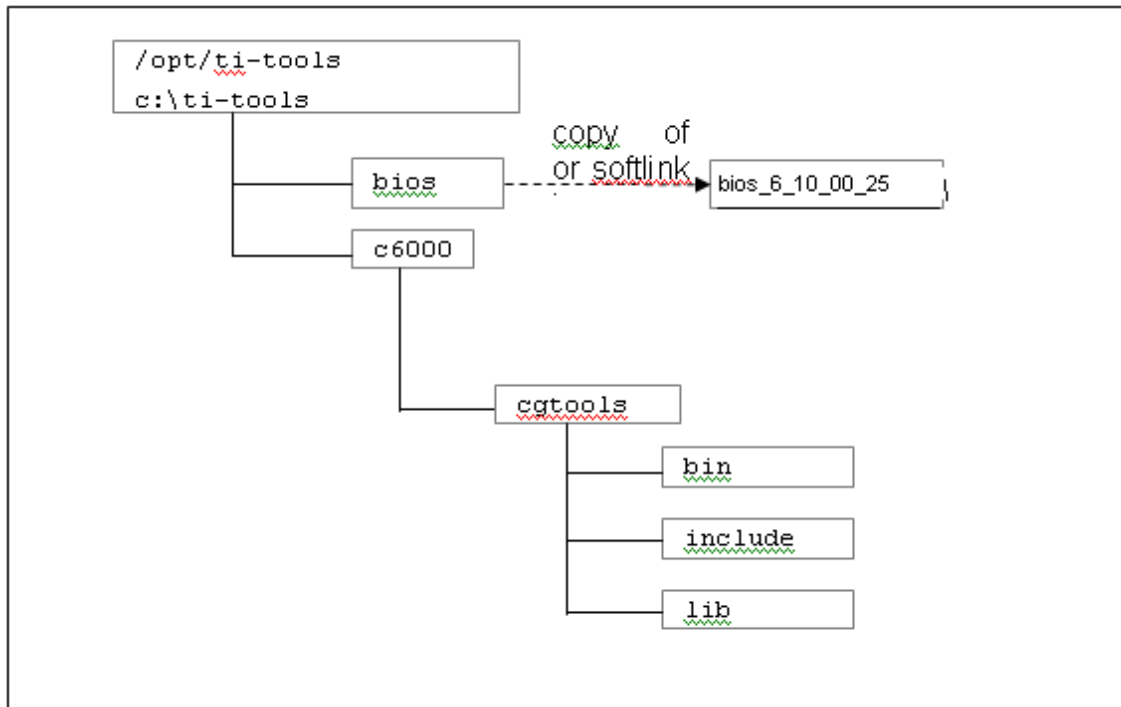 /opt/ti-tools
c:\ti-tools
copy of
or softlink
bios
bios_6_10_00_25
c6000
cgtools
bin
include
lib